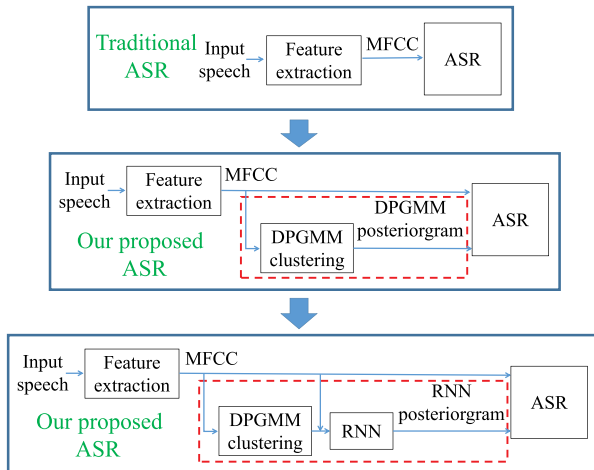 Traditional
ASR
Input
speech
Feature
extraction
MFCC
ASR
Input
speech
Feature
extraction
MFCC
Our proposed
ASR
DPGMM
clustering
DPGMM
posteriorgram
ASR
Input
speech
Feature
extraction
MFCC
Our proposed
ASR
DPGMM
clustering
RNN
RNN
posteriorgram
ASR